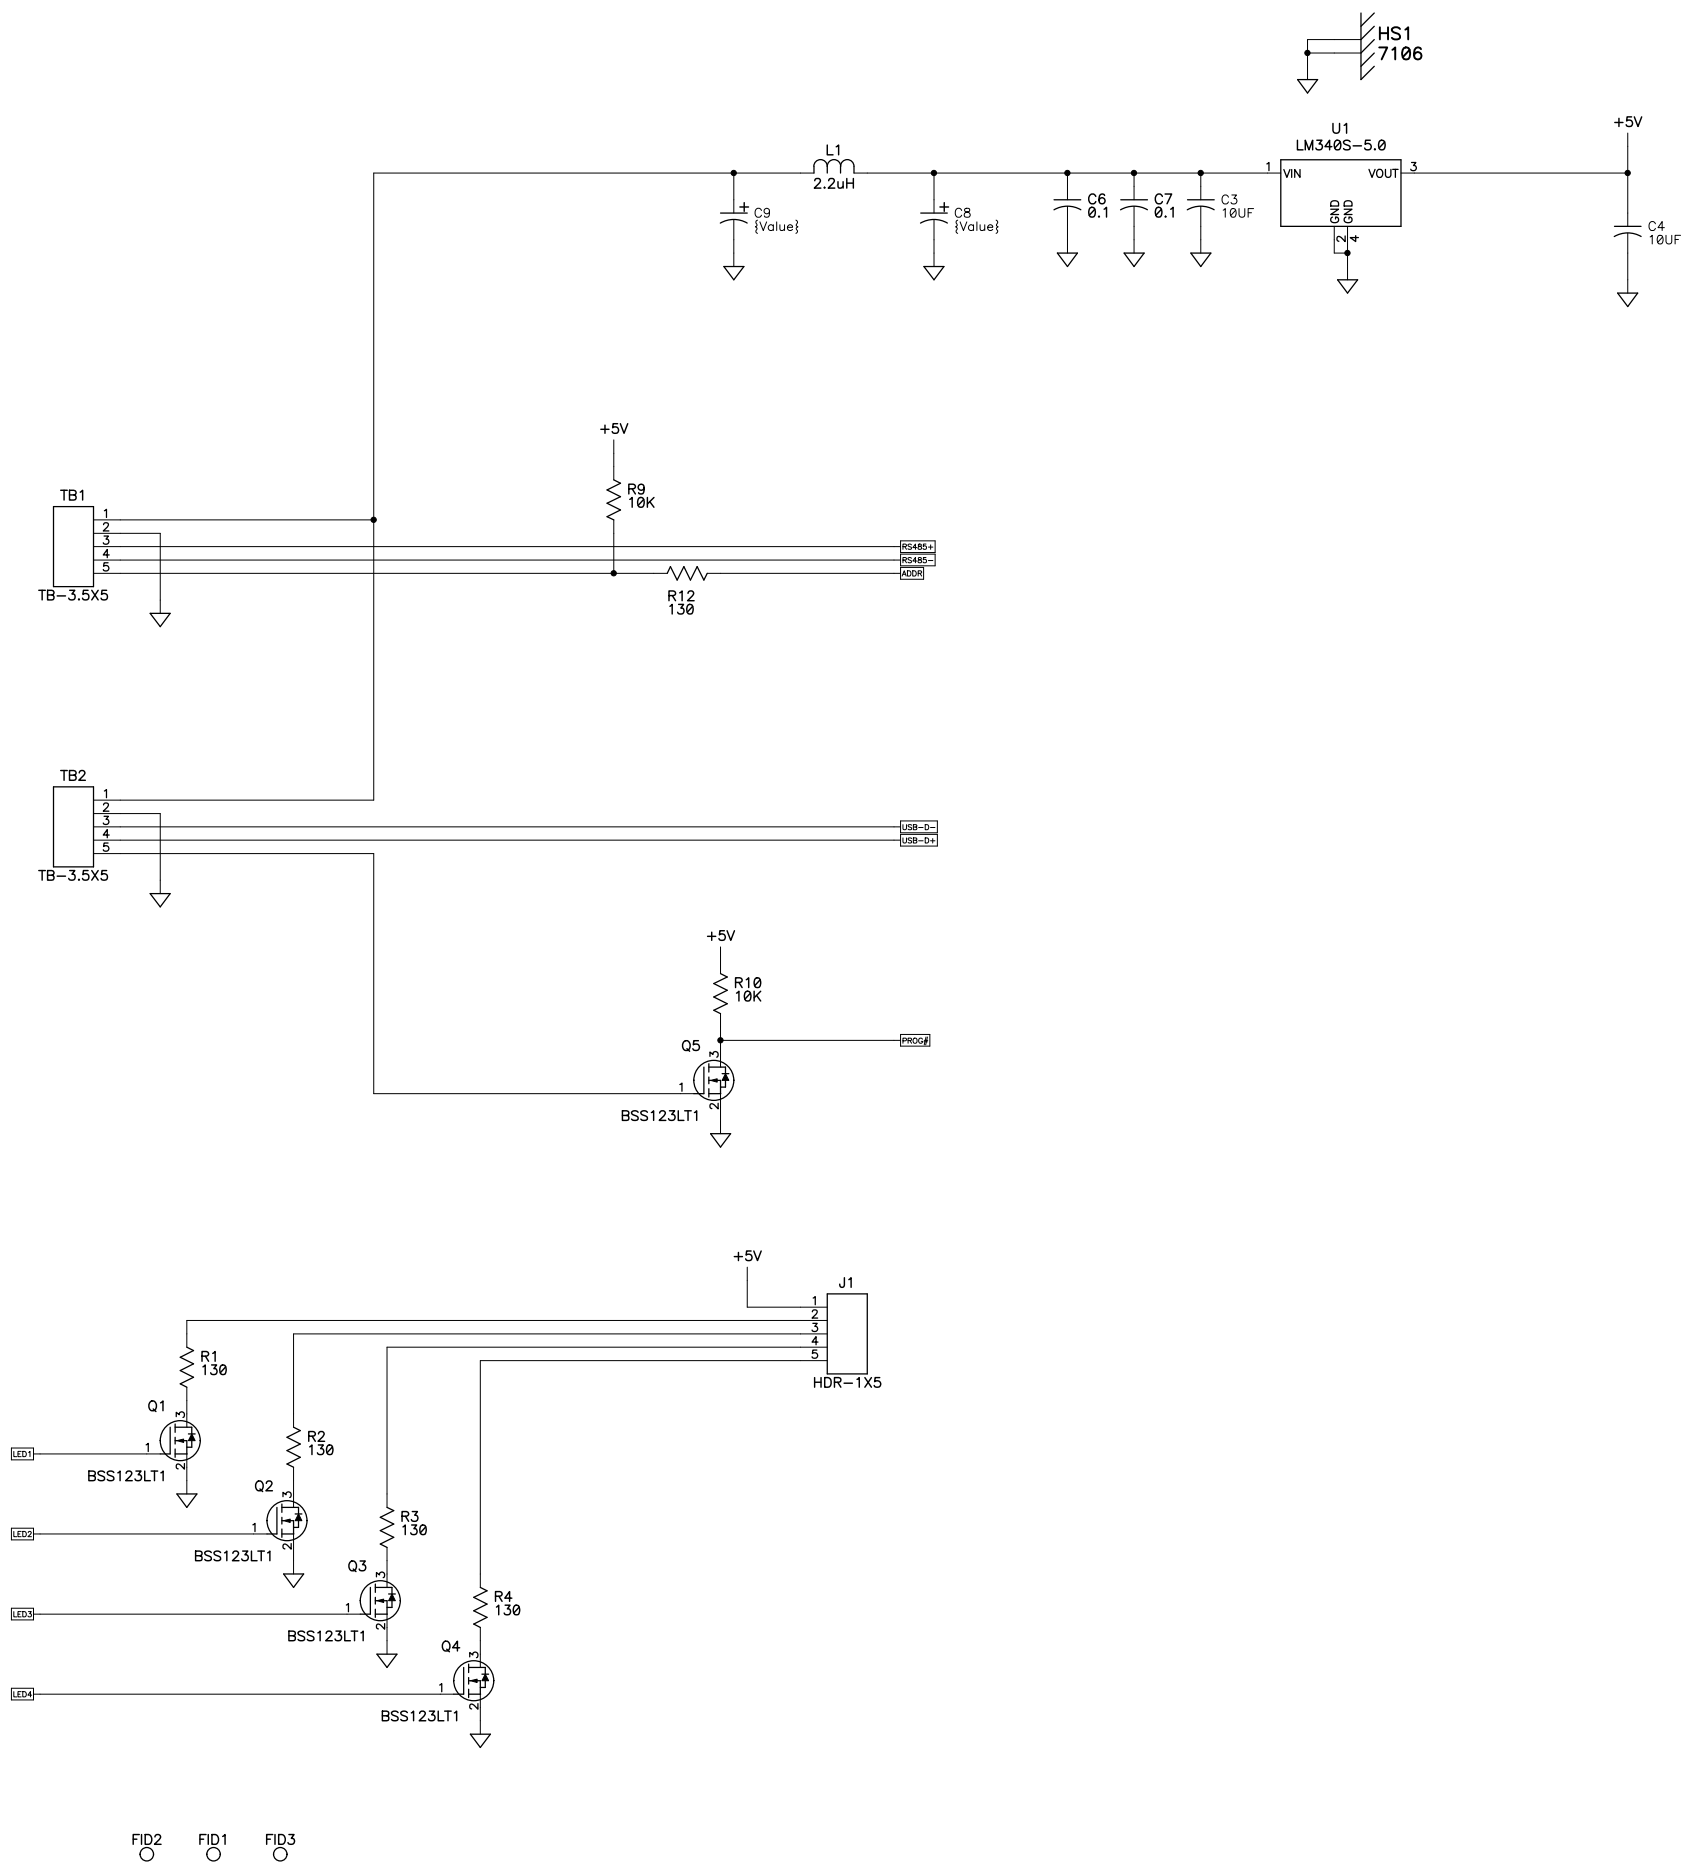 HS1
7106
+5V
U1
LM340S-5.0
L1
2.2uH
1
VIN
VOUT
3
GND
GND
2
4
+
C9
{Value}
+
C8
{Value}
C6
0.1
C7
0.1
C3
10UF
C4
10UF
+5V
R9
10K
TB1
1
2
3
4
5
TB-3.5X5
RS485+
RS485-
ADDR
R12
130
TB2
1
2
3
4
5
TB-3.5X5
USB-D-
USB-D+
+5V
R10
10K
PROG#
Q5
3
1
2
BSS123LT1
+5V
J1
1
2
3
4
5
HDR-1X5
R1
130
Q1
3
LED1
1
2
BSS123LT1
R2
130
Q2
3
LED2
1
2
BSS123LT1
R3
130
Q3
3
LED3
1
2
BSS123LT1
R4
130
Q4
3
LED4
1
2
BSS123LT1
FID2
FID1
FID3